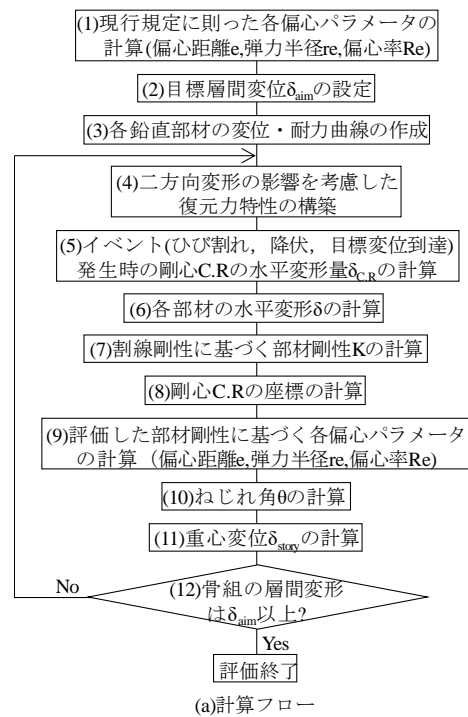 (1)現行規定に則った各偏心パラメータの
計算(偏心距離e,弾力半径re,偏心率Re)
(2)目標層間変位δaimの設定
(3)各鉛直部材の変位・耐力曲線の作成
(4)二方向変形の影響を考慮した
復元力特性の構築
(5)イベント(ひび割れ，降伏，目標変位到達)
発生時の剛心C.Rの水平変形量δC.Rの計算
(6)各部材の水平変形δの計算
(7)割線剛性に基づく部材剛性Kの計算
(8)剛心C.Rの座標の計算
(9)評価した部材剛性に基づく各偏心パラメータ
の計算（偏心距離e,弾力半径re,偏心率Re)
(10)ねじれ角θの計算
(11)重心変位δstoryの計算
No
(12)骨組の層間変形
はδaim以上?
Yes
評価終了
(a)計算フロー